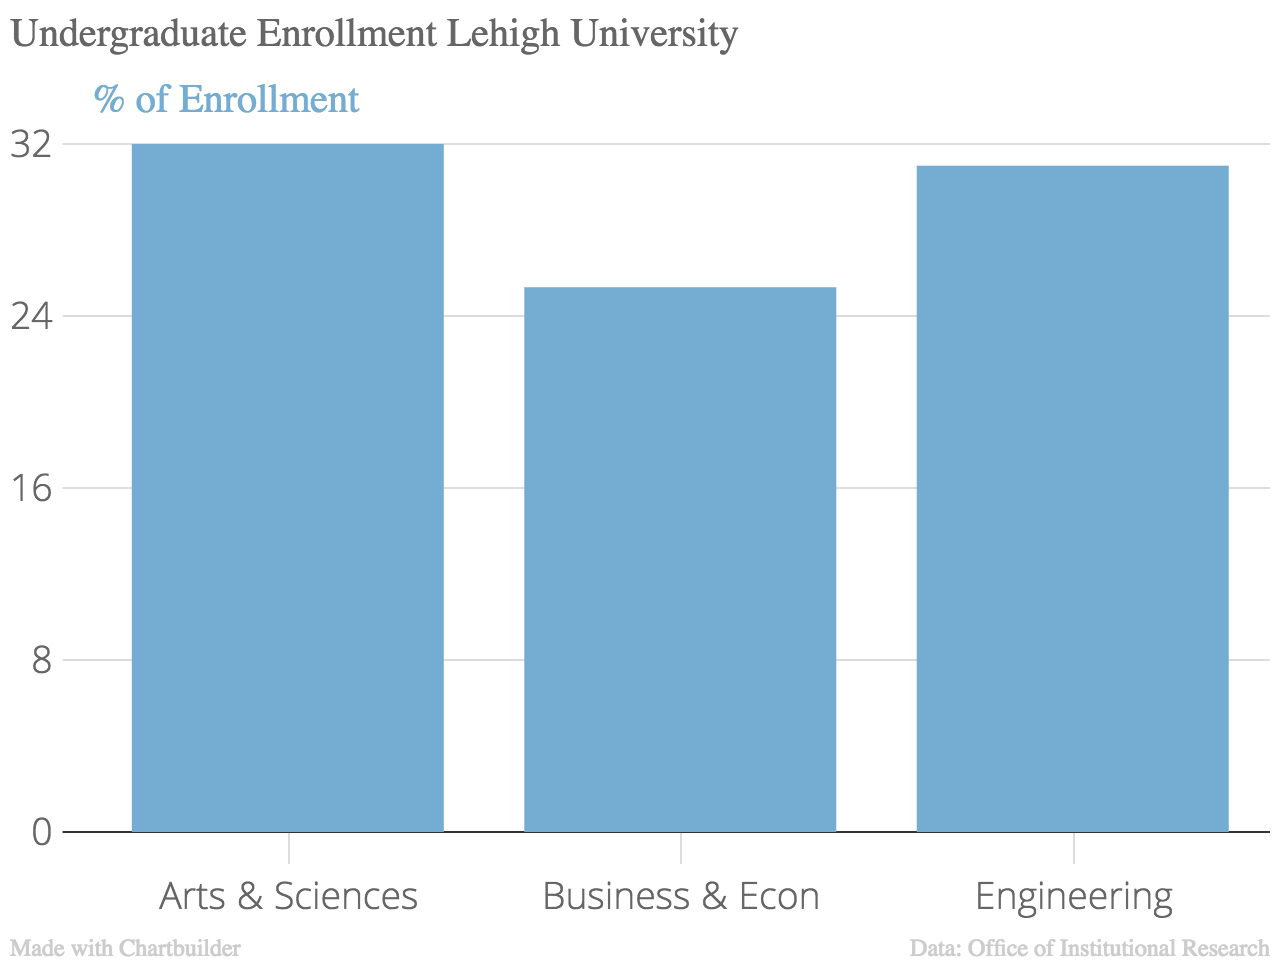 Undergraduate Enrollment Lehigh University
% of Enrollment
32
24
16
8
0
Arts & Sciences Business & Econ Engineering
Made with Chartbuilder Data: Office of Institutional Research